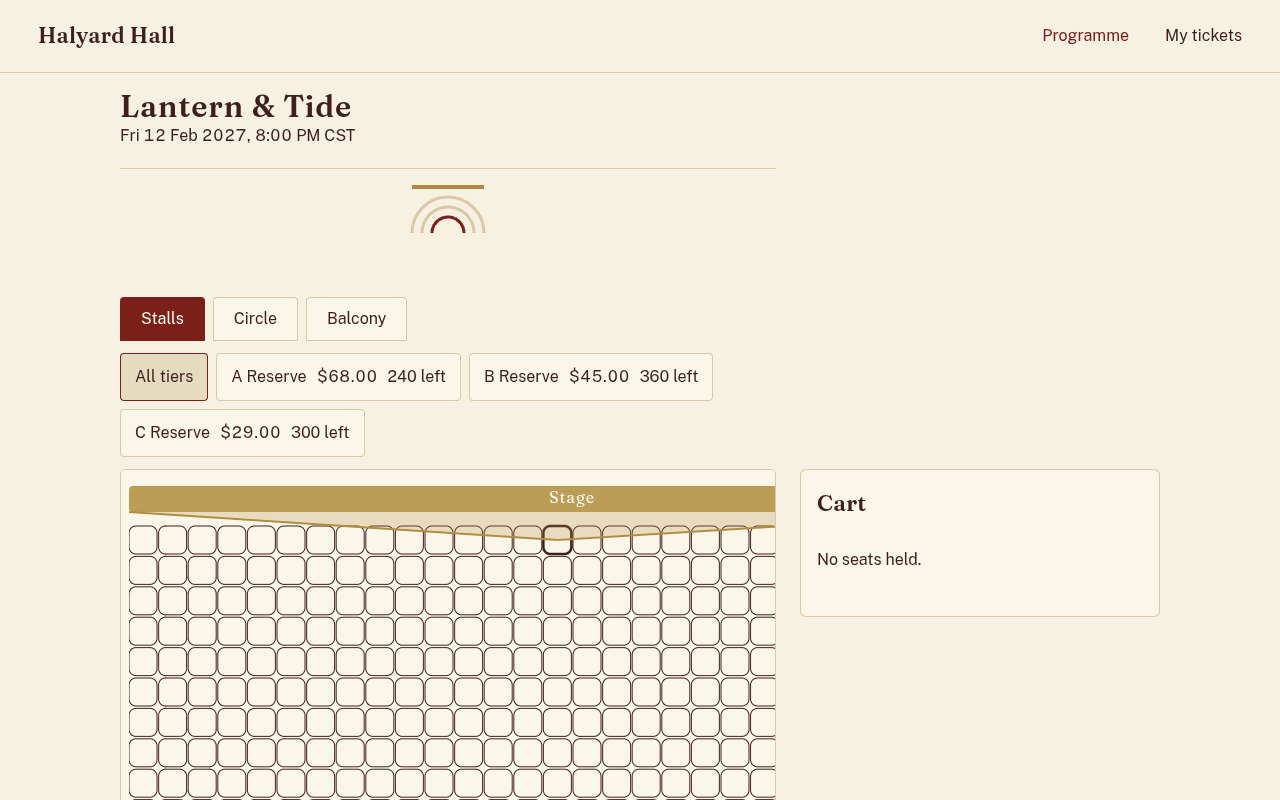 Halyard Hall
Programme
My tickets
Lantern & Tide
Fri 12 Feb 2027, 8:00 PM CST
Stalls
Circle
Balcony
All tiers
A Reserve $68.00 240 left
B Reserve $45.00 360 left
C Reserve $29.00 300 left
Stage
Cart
No seats held.